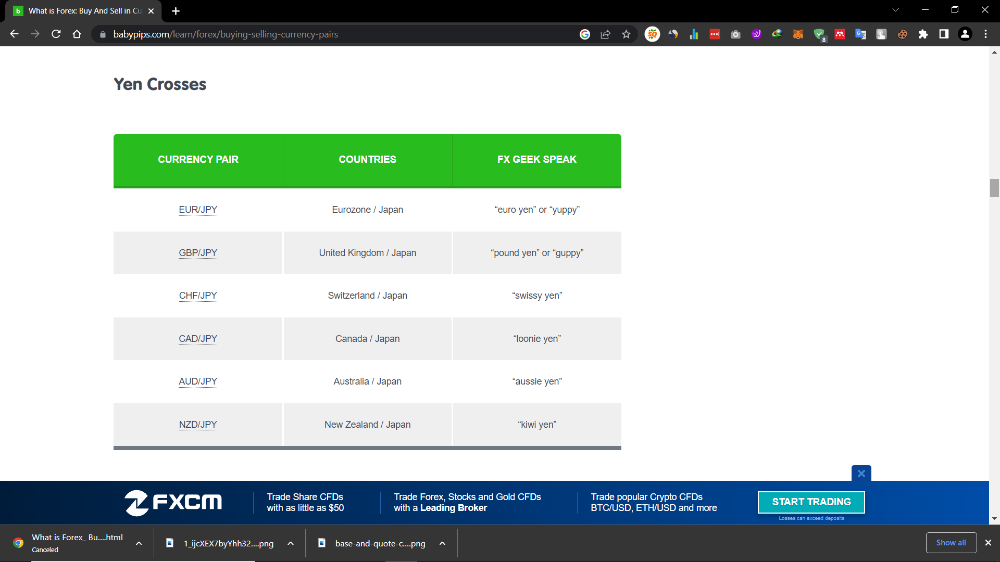 What is Forex: Buy And Sell in Cu
babypips.com/learn/forex/buying-selling-currency-pairs
8
Yen Crosses
CURRENCY PAIR COUNTRIES FX GEEK SPEAK
EUR/JPY Eurozone / Japan “euro yen” or “yuppy”
GBP/JPY United Kingdom / Japan “pound yen” or “guppy”
CHF/JPY Switzerland / Japan “swissy yen”
CAD/JPY Canada / Japan “loonie yen”
AUD/JPY Australia / Japan “aussie yen”
NZD/JPY New Zealand / Japan “kiwi yen”
FXCM
Trade Share CFDs
with as little as $50
Trade Forex, Stocks and Gold CFDs
with a Leading Broker
Trade popular Crypto CFDs
BTC/USD, ETH/USD and more
START TRADING
Losses can exceed deposits
What is Forex_ Bu....html
Canceled
1_ijcXEX7byYhh32....png
base-and-quote-c....png
Show all